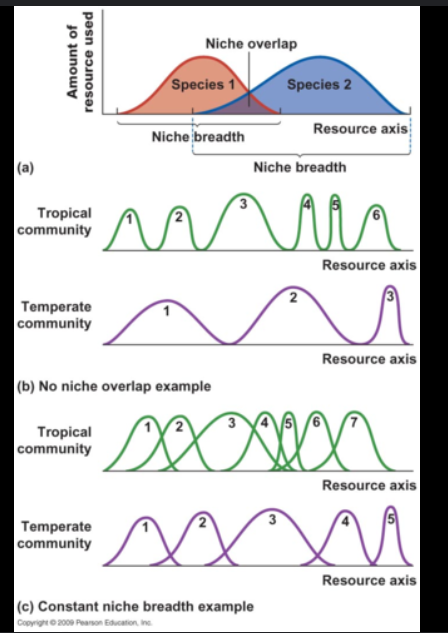 Amount of
resource used
Niche overlap
Species 1
Species 2
Resource axis
Niche breadth
Niche breadth
(a)
Tropical
community
1
2
3
4
5
6
Resource axis
Temperate
community
1
2
3
Resource axis
(b) No niche overlap example
Tropical
community
1
2
3
4
5
6
7
Resource axis
Temperate
community
1
2
3
4
5
Resource axis
(c) Constant niche breadth example
Copyright © 2009 Pearson Education, Inc.